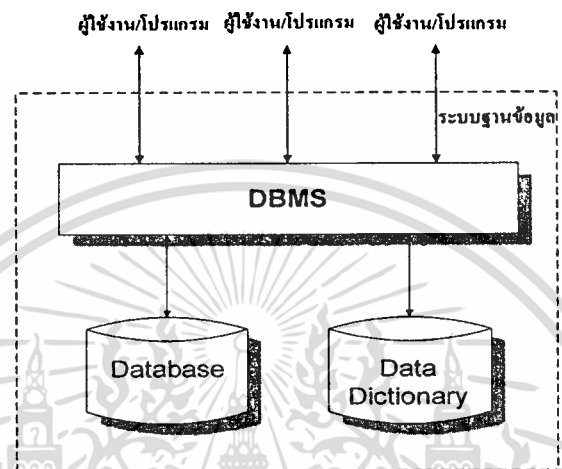 ผู้ใช้งาน/โปรแกรม ผู้ใช้งาน/โปรแกรม ผู้ใช้งาน/โปรแกรม
ระบบฐานข้อมูล
DBMS
Database
Data
Dictionary